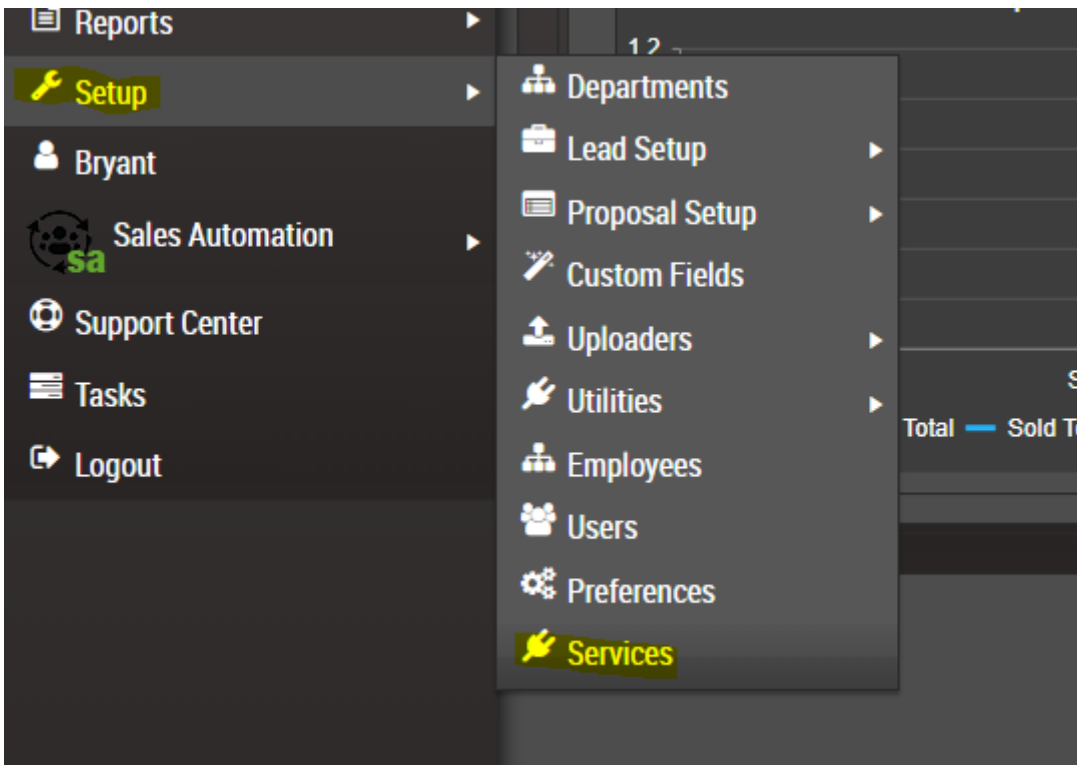 Reports
Setup
Bryant
Sales Automation
sa
Support Center
Tasks
Logout
Departments
Lead Setup
Proposal Setup
Custom Fields
Uploaders
Utilities
Employees
Users
Preferences
Services
12
S
Total Sold T